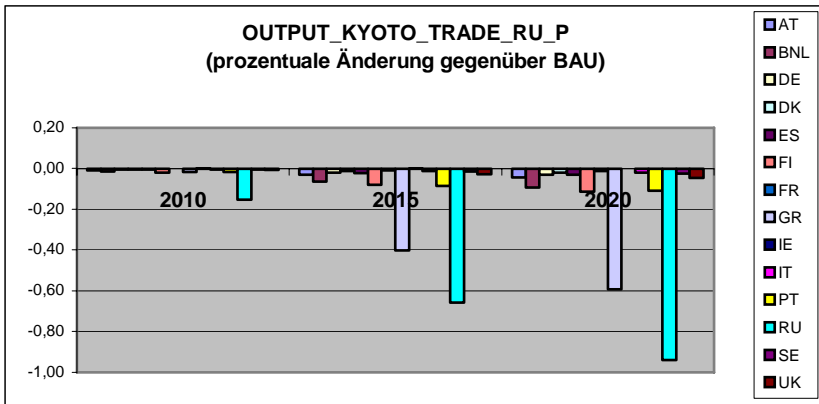 OUTPUT_KYOTO_TRADE_RU_P
(prozentuale Änderung gegenüber BAU)
0,20
0,00
-0,20
-0,40
-0,60
-0,80
-1,00
2010
2015
2020
AT
BNL
DE
DK
ES
FI
FR
GR
IE
IT
PT
RU
SE
UK